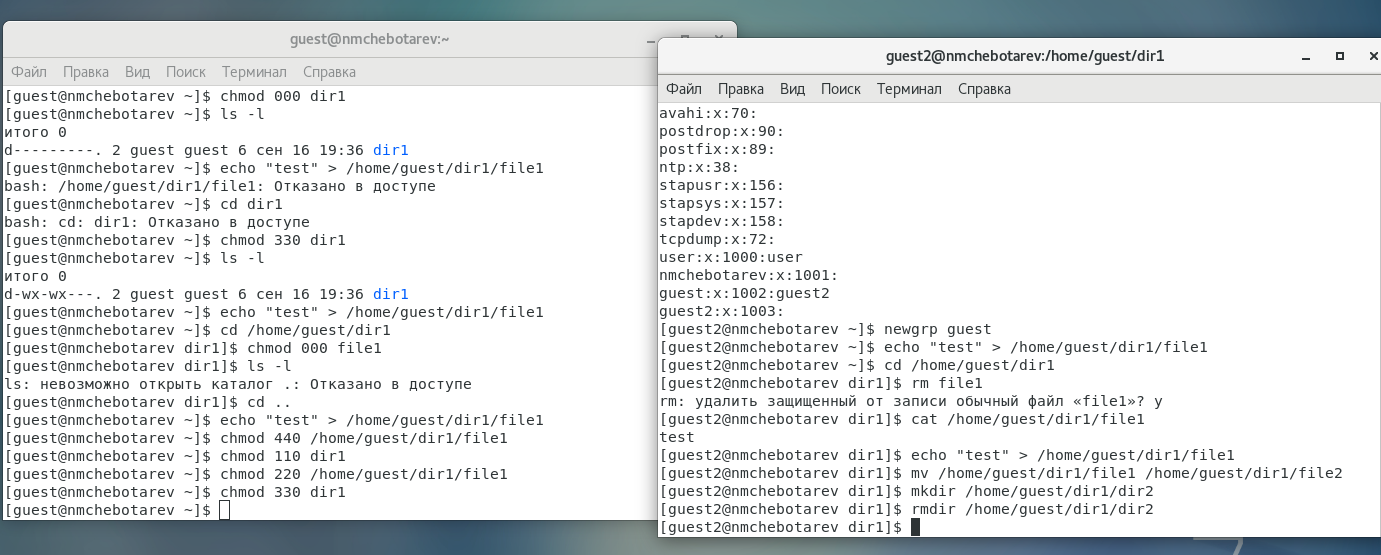 guest@nmchebotarev:~
Файл Правка Вид Поиск Терминал Справка
[guest@nmchebotarev ~]$ chmod 000 dir1
[guest@nmchebotarev ~]$ ls -l
итого 0
d---------. 2 guest guest 6 сен 16 19:36 dir1
[guest@nmchebotarev ~]$ echo "test" > /home/guest/dir1/file1
bash: /home/guest/dir1/file1: Отказано в доступе
[guest@nmchebotarev ~]$ cd dir1
bash: cd: dir1: Отказано в доступе
[guest@nmchebotarev ~]$ chmod 330 dir1
[guest@nmchebotarev ~]$ ls -l
итого 0
d-wx-wx---. 2 guest guest 6 сен 16 19:36 dir1
[guest@nmchebotarev ~]$ echo "test" > /home/guest/dir1/file1
[guest@nmchebotarev ~]$ cd /home/guest/dir1
[guest@nmchebotarev dir1]$ chmod 000 file1
[guest@nmchebotarev dir1]$ ls -l
ls: невозможно открыть каталог .: Отказано в доступе
[guest@nmchebotarev dir1]$ cd ..
[guest@nmchebotarev ~]$ echo "test" > /home/guest/dir1/file1
[guest@nmchebotarev ~]$ chmod 440 /home/guest/dir1/file1
[guest@nmchebotarev ~]$ chmod 110 dir1
[guest@nmchebotarev ~]$ chmod 220 /home/guest/dir1/file1
[guest@nmchebotarev ~]$ chmod 330 dir1
[guest@nmchebotarev ~]$
guest2@nmchebotarev:/home/guest/dir1
Файл Правка Вид Поиск Терминал Справка
avahi:x:70:
postdrop:x:90:
postfix:x:89:
ntp:x:38:
stapusr:x:156:
stapsys:x:157:
stapdev:x:158:
tcpdump:x:72:
user:x:1000:user
nmchebotarev:x:1001:
guest:x:1002:guest2
guest2:x:1003:
[guest2@nmchebotarev ~]$ newgrp guest
[guest2@nmchebotarev ~]$ echo "test" > /home/guest/dir1/file1
[guest2@nmchebotarev ~]$ cd /home/guest/dir1
[guest2@nmchebotarev dir1]$ rm file1
rm: удалить защищенный от записи обычный файл «file1»? y
[guest2@nmchebotarev dir1]$ cat /home/guest/dir1/file1
test
[guest2@nmchebotarev dir1]$ echo "test" > /home/guest/dir1/file1
[guest2@nmchebotarev dir1]$ mv /home/guest/dir1/file1 /home/guest/dir1/file2
[guest2@nmchebotarev dir1]$ mkdir /home/guest/dir1/dir2
[guest2@nmchebotarev dir1]$ rmdir /home/guest/dir1/dir2
[guest2@nmchebotarev dir1]$